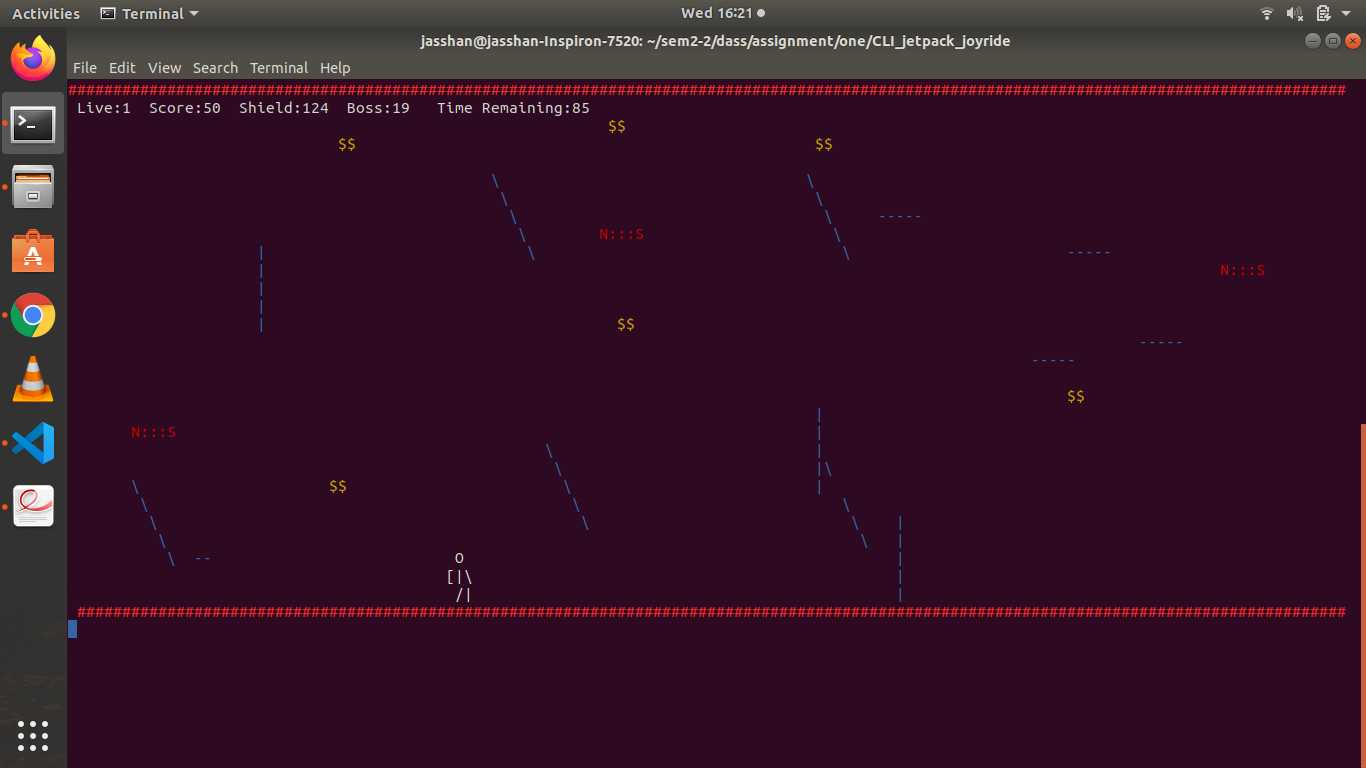 Activities Terminal Wed 16:21
jasshan@jasshan-Inspiron-7520: ~/sem2-2/dass/assignment/one/CLI_jetpack_joyride
File Edit View Search Terminal Help
##############################################################################################################################################
Live:1 Score:50 Shield:124 Boss:19 Time Remaining:85
$$
$$ $$
\ \
\ \
\ \ -----
\ N:::S \
| \ \ -----
| N:::S
|
|
| $$
-----
-----
$$
|
N:::S |
\ |
\ |\
\ $$ \ |
\ \ \
\ \ \ |
\ \ |
\ -- O |
[|\ |
/| |
#############################################################################################################################################